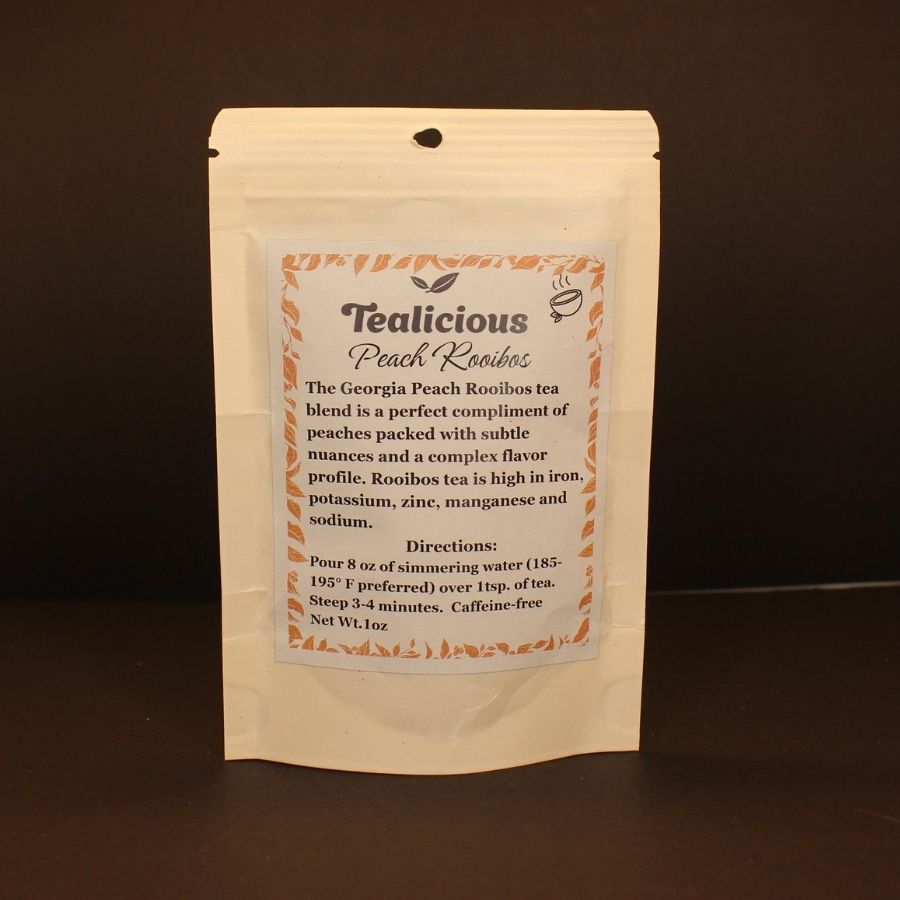 Tealicious
Peach Rooibos
The Georgia Peach Rooibos tea
blend is a perfect compliment of
peaches packed with subtle
nuances and a complex flavor
profile. Rooibos tea is high in iron,
potassium, zinc, manganese and
sodium.
Directions:
Pour 8 oz of simmering water (185-
195° F preferred) over 1tsp. of tea.
Steep 3-4 minutes.  Caffeine-free
Net Wt.1oz